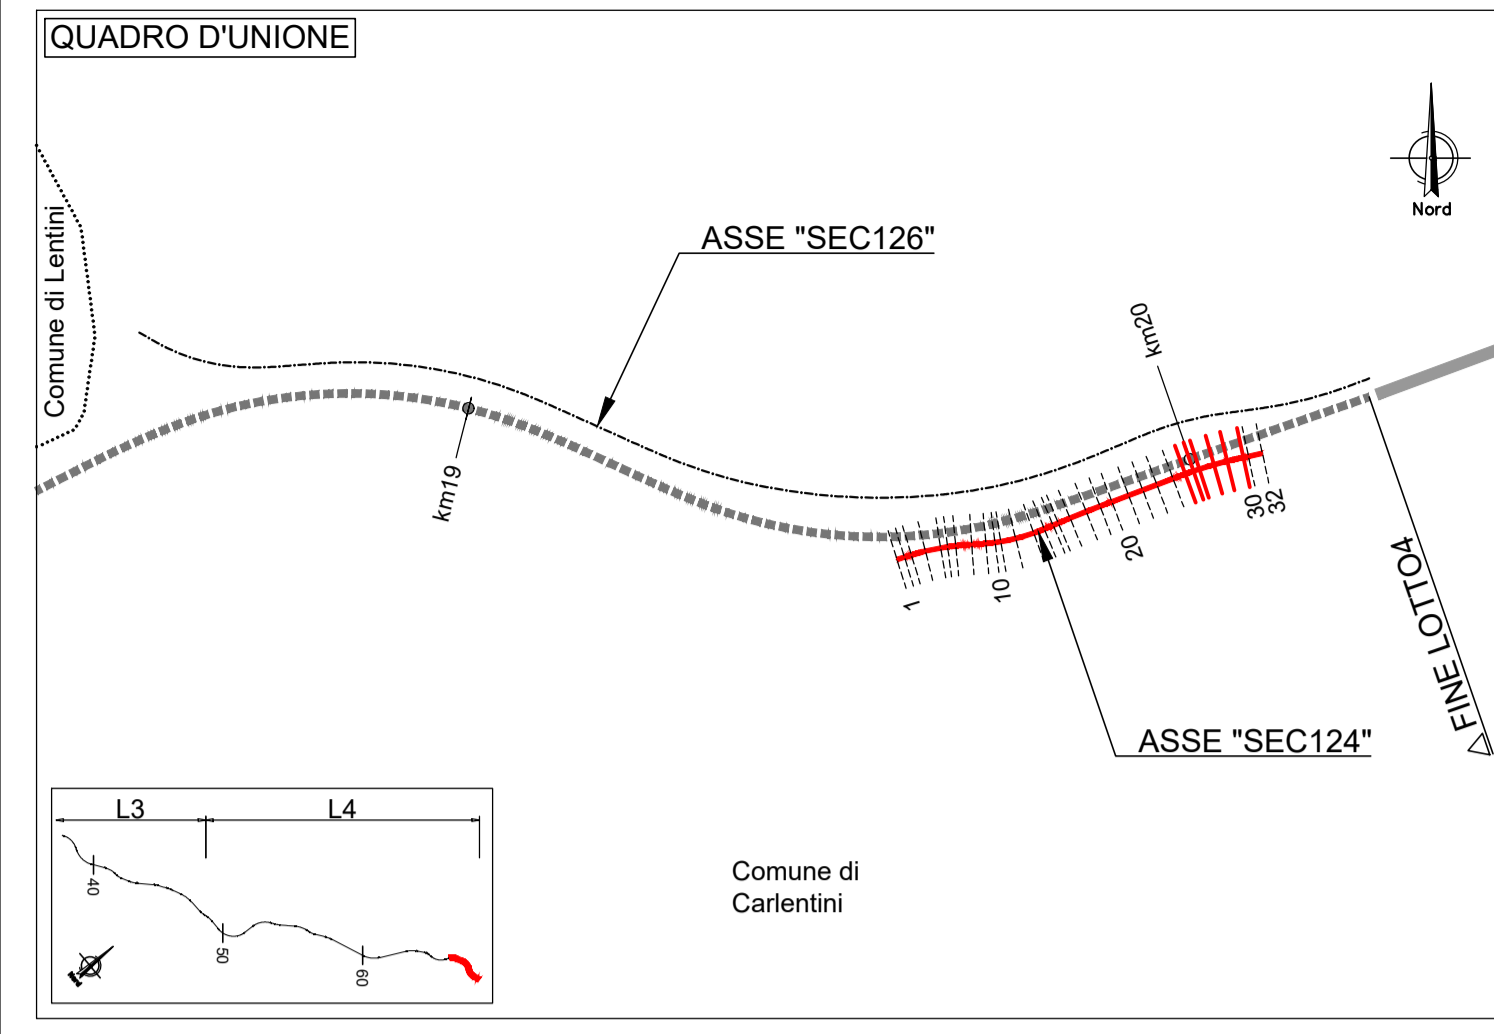 QUADRO D'UNIONE
Nord
Comune di Lentini
ASSE "SEC126"
km20
km19
30
32
20
10
1
FINE LOTTO4
ASSE "SEC124"
L3
L4
40
50
60
Comune di
Carlentini